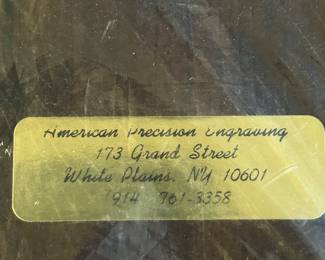 American Precision Engraving
173 Grand Street
White Plains, NY 10601
914 761-3358